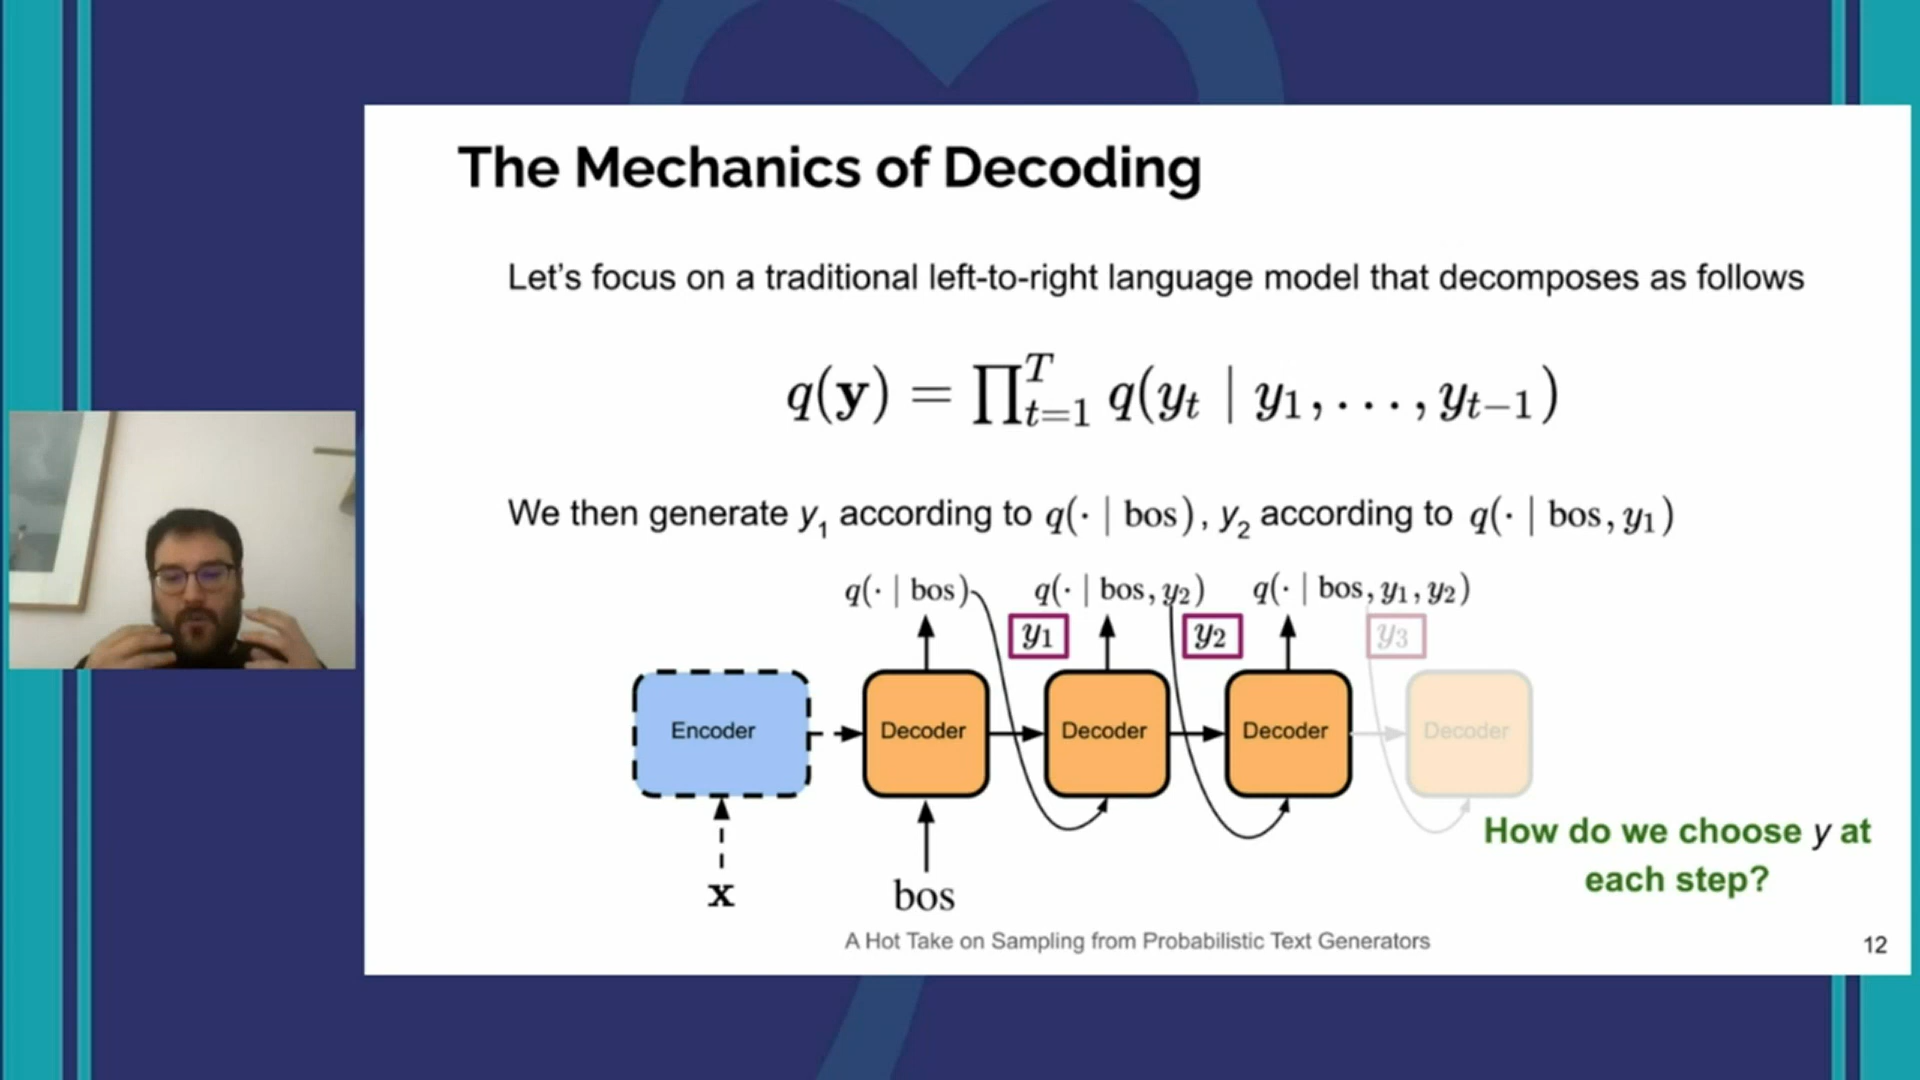 The Mechanics of Decoding
Let's focus on a traditional left-to-right language model that decomposes as follows
q(y) = ∏_{t=1}^{T} q(y_t | y_1, ..., y_{t-1})
We then generate y_1 according to q(· | bos), y_2 according to q(· | bos, y_1)
q(· | bos) q(· | bos, y_2) q(· | bos, y_1, y_2)
y_1 y_2 y_3
Encoder Decoder Decoder Decoder Decoder
How do we choose y at
each step?
x bos
A Hot Take on Sampling from Probabilistic Text Generators
12